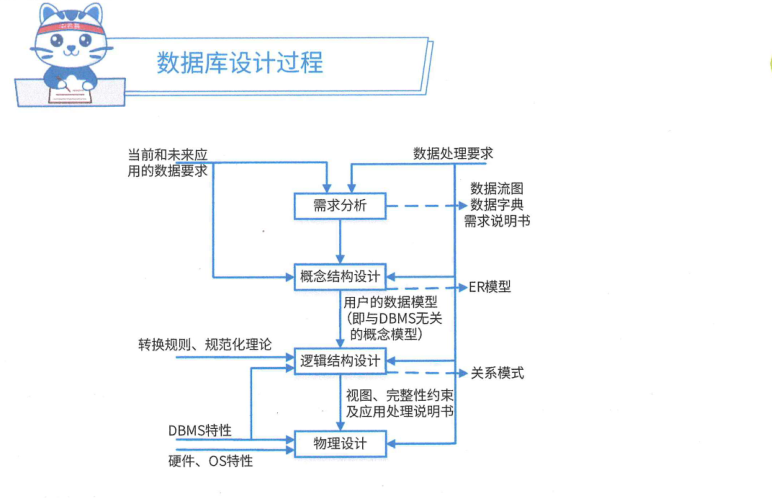 数据库设计过程
当前和未来应
用的数据要求
数据处理要求
需求分析
数据流图
数据字典
需求说明书
概念结构设计
ER模型
用户的数据模型
(即与DBMS无关
的概念模型)
转换规则、规范化理论
逻辑结构设计
关系模式
视图、完整性约束
及应用处理说明书
DBMS特性
物理设计
硬件、OS特性